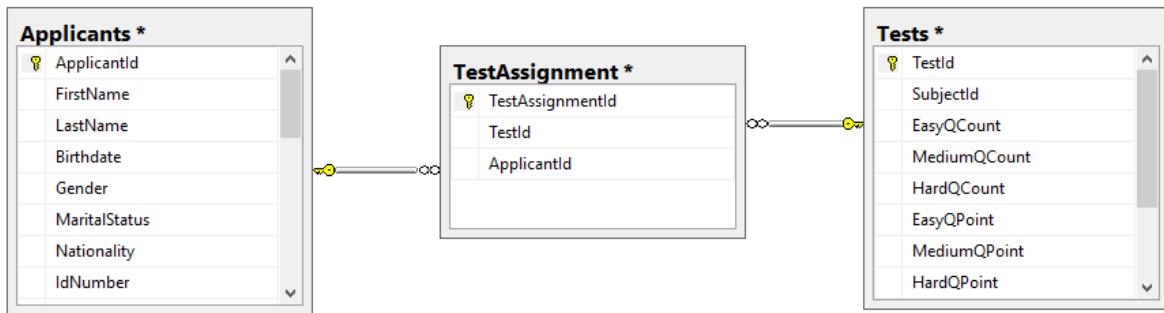 Applicants *
ApplicantId
FirstName
LastName
Birthdate
Gender
MaritalStatus
Nationality
IdNumber
TestAssignment *
TestAssignmentId
TestId
ApplicantId
Tests *
TestId
SubjectId
EasyQCount
MediumQCount
HardQCount
EasyQPoint
MediumQPoint
HardQPoint